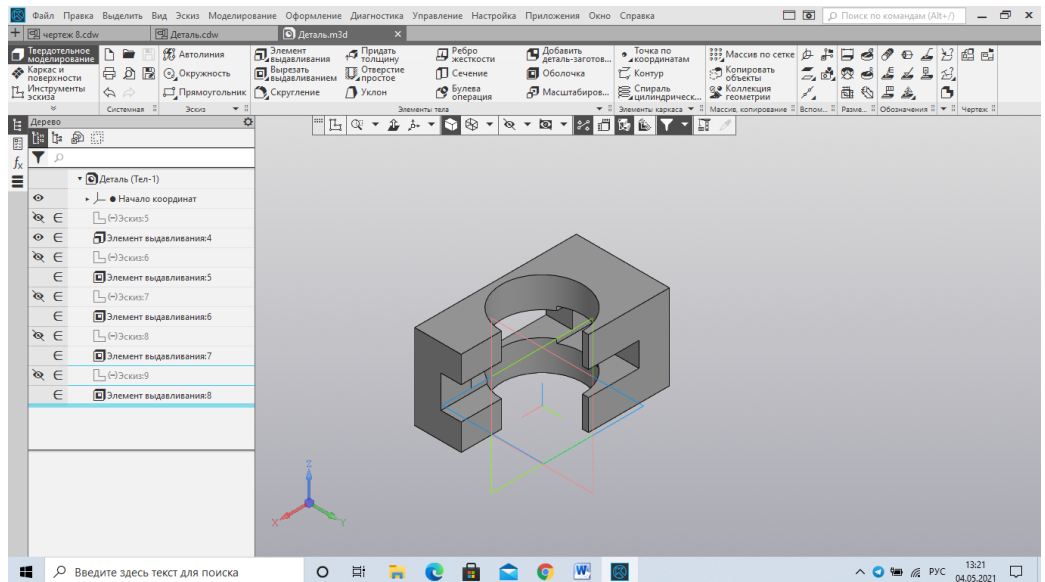 Файл Правка Выделить Вид Эскиз Моделирование Оформление Диагностика Управление Настройка Приложения Окно Справка
Поиск по командам (Alt+/)
чертеж 8.cdw
Деталь.cdw
Деталь.m3d
Твердотельное моделирование
Каркас и поверхности
Инструменты эскиза
Системная
Автолиния
Окружность
Прямоугольник
Эскиз
Элемент выдавливания
Вырезать выдавливанием
Скругление
Придать толщину
Отверстие простое
Уклон
Ребро жесткости
Сечение
Булева операция
Добавить деталь-заготов...
Оболочка
Масштабиров...
Элементы тела
Точка по координатам
Контур
Спираль цилиндрическ...
Элементы каркаса
Массив по сетке
Копировать объекты
Коллекция геометрии
Массив, копирование
Вспом...
Разме...
Обозначения
Чертеж
Дерево
Деталь (Тел-1)
Начало координат
(-)Эскиз:5
Элемент выдавливания:4
(-)Эскиз:6
Элемент выдавливания:5
(-)Эскиз:7
Элемент выдавливания:6
(-)Эскиз:8
Элемент выдавливания:7
(-)Эскиз:9
Элемент выдавливания:8
Z
X
Y
Введите здесь текст для поиска
РУС
13:21
04.05.2021